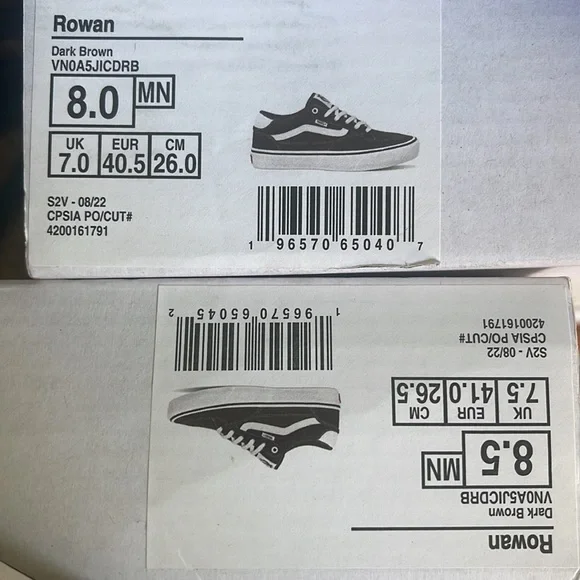 Rowan
Dark Brown
VN0A5JICDRB
8.0 MN
UK EUR CM
7.0 40.5 26.0
S2V - 08/22
CPSIA PO/CUT#
4200161791
1 96570 65040 7
Rowan
Dark Brown
VN0A5JICDRB
8.5 MN
UK EUR CM
7.5 41.0 26.5
S2V - 08/22
CPSIA PO/CUT#
4200161791
1 96570 65045 2